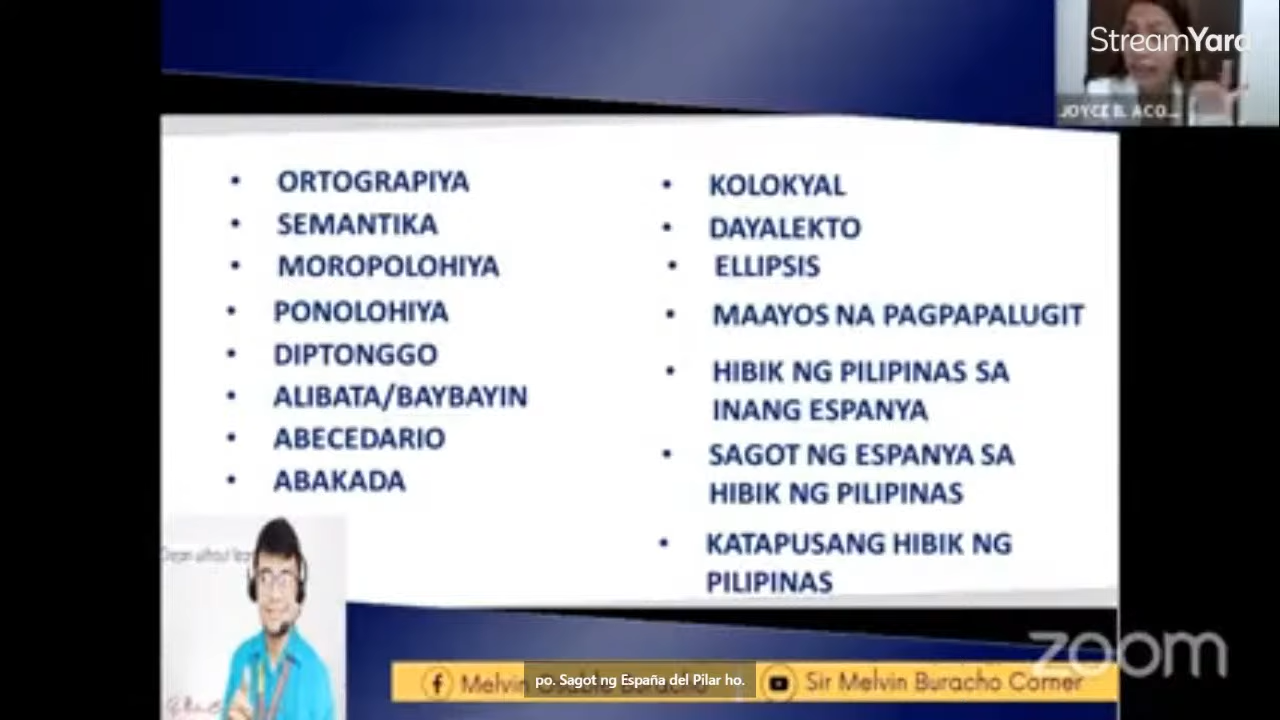 StreamYard
JOYCE B. ACO...
ORTOGRAPIYA
SEMANTIKA
MOROPOLOHIYA
PONOLOHIYA
DIPTONGGO
ALIBATA/BAYBAYIN
ABECEDARIO
ABAKADA
KOLOKYAL
DAYALEKTO
ELLIPSIS
MAAYOS NA PAGPAPALUGIT
HIBIK NG PILIPINAS SA
INANG ESPANYA
SAGOT NG ESPANYA SA
HIBIK NG PILIPINAS
KATAPUSANG HIBIK NG
PILIPINAS
zoom
Melvin
po. Sagot ng España del Pilar ho.
Sir Melvin Buracho Corner